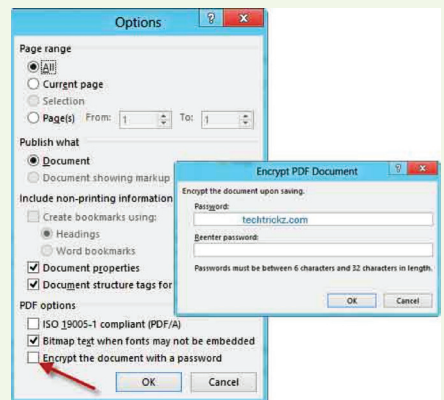 Options
Page range
All
Current page
Selection
Page(s) From: 1 To: 1
Publish what
Document
Document showing markup
Include non-printing information
Create bookmarks using:
Headings
Word bookmarks
Document properties
Document structure tags for
PDF options
ISO 19005-1 compliant (PDF/A)
Bitmap text when fonts may not be embedded
Encrypt the document with a password
OK Cancel
Encrypt PDF Document
Encrypt the document upon saving.
Password:
techtrickz.com
Reenter password:
Passwords must be between 6 characters and 32 characters in length.
OK Cancel